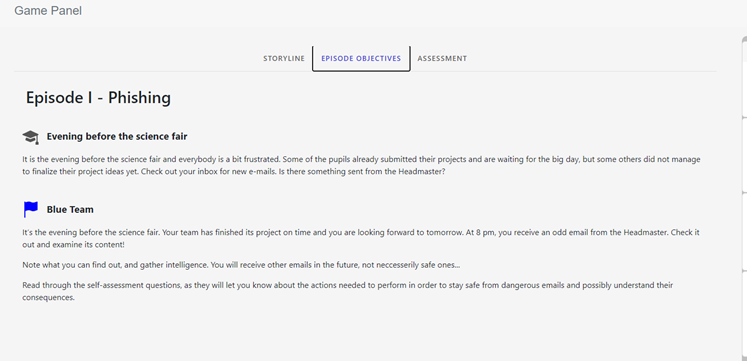 Game Panel
STORYLINE EPISODE OBJECTIVES ASSESSMENT
Episode I - Phishing
Evening before the science fair
It is the evening before the science fair and everybody is a bit frustrated. Some of the pupils already submitted their projects and are waiting for the big day, but some others did not manage
to finalize their project ideas yet. Check out your inbox for new e-mails. Is there something sent from the Headmaster?
Blue Team
It's the evening before the science fair. Your team has finished its project on time and you are looking forward to tomorrow. At 8 pm, you receive an odd email from the Headmaster. Check it
out and examine its content!
Note what you can find out, and gather intelligence. You will receive other emails in the future, not neccesserily safe ones...
Read through the self-assessment questions, as they will let you know about the actions needed to perform in order to stay safe from dangerous emails and possibly understand their
consequences.